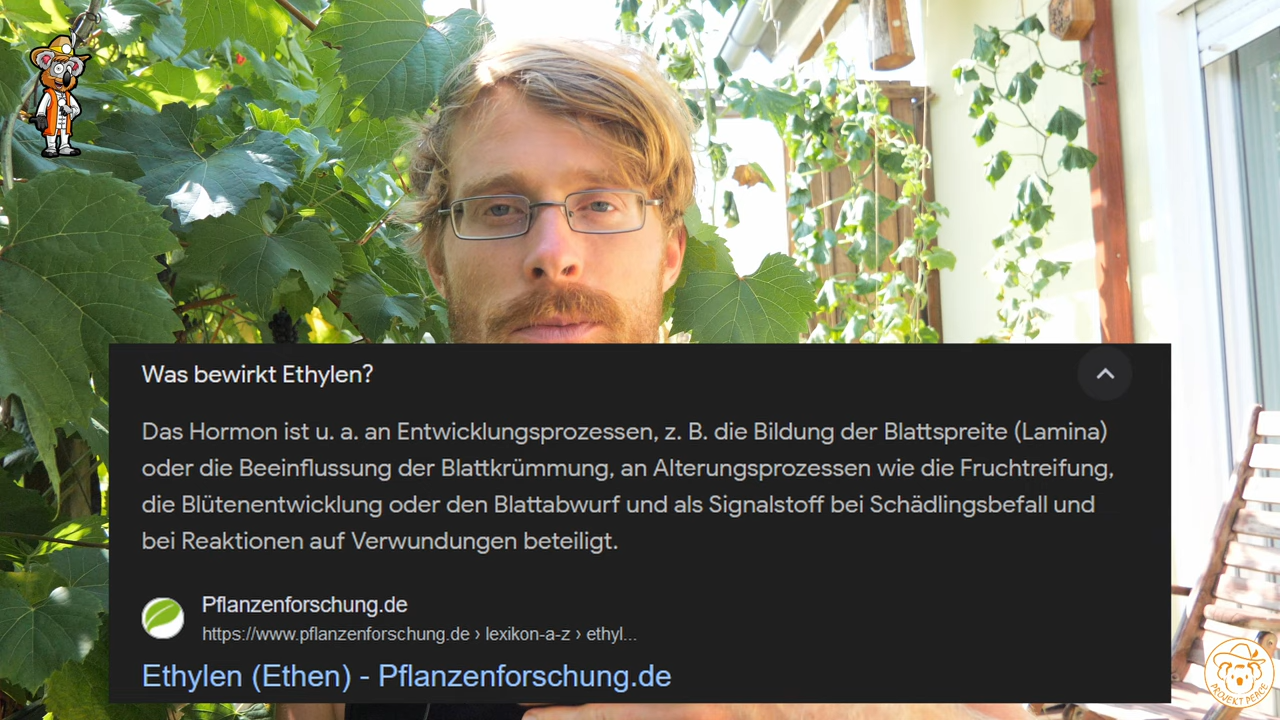 Was bewirkt Ethylen?
Das Hormon ist u. a. an Entwicklungsprozessen, z. B. die Bildung der Blattspreite (Lamina)
oder die Beeinflussung der Blattkrümmung, an Alterungsprozessen wie die Fruchtreifung,
die Blütenentwicklung oder den Blattabwurf und als Signalstoff bei Schädlingsbefall und
bei Reaktionen auf Verwundungen beteiligt.
Pflanzenforschung.de
https://www.pflanzenforschung.de › lexikon-a-z › ethyl...
Ethylen (Ethen) - Pflanzenforschung.de
PROJEKT PEACE